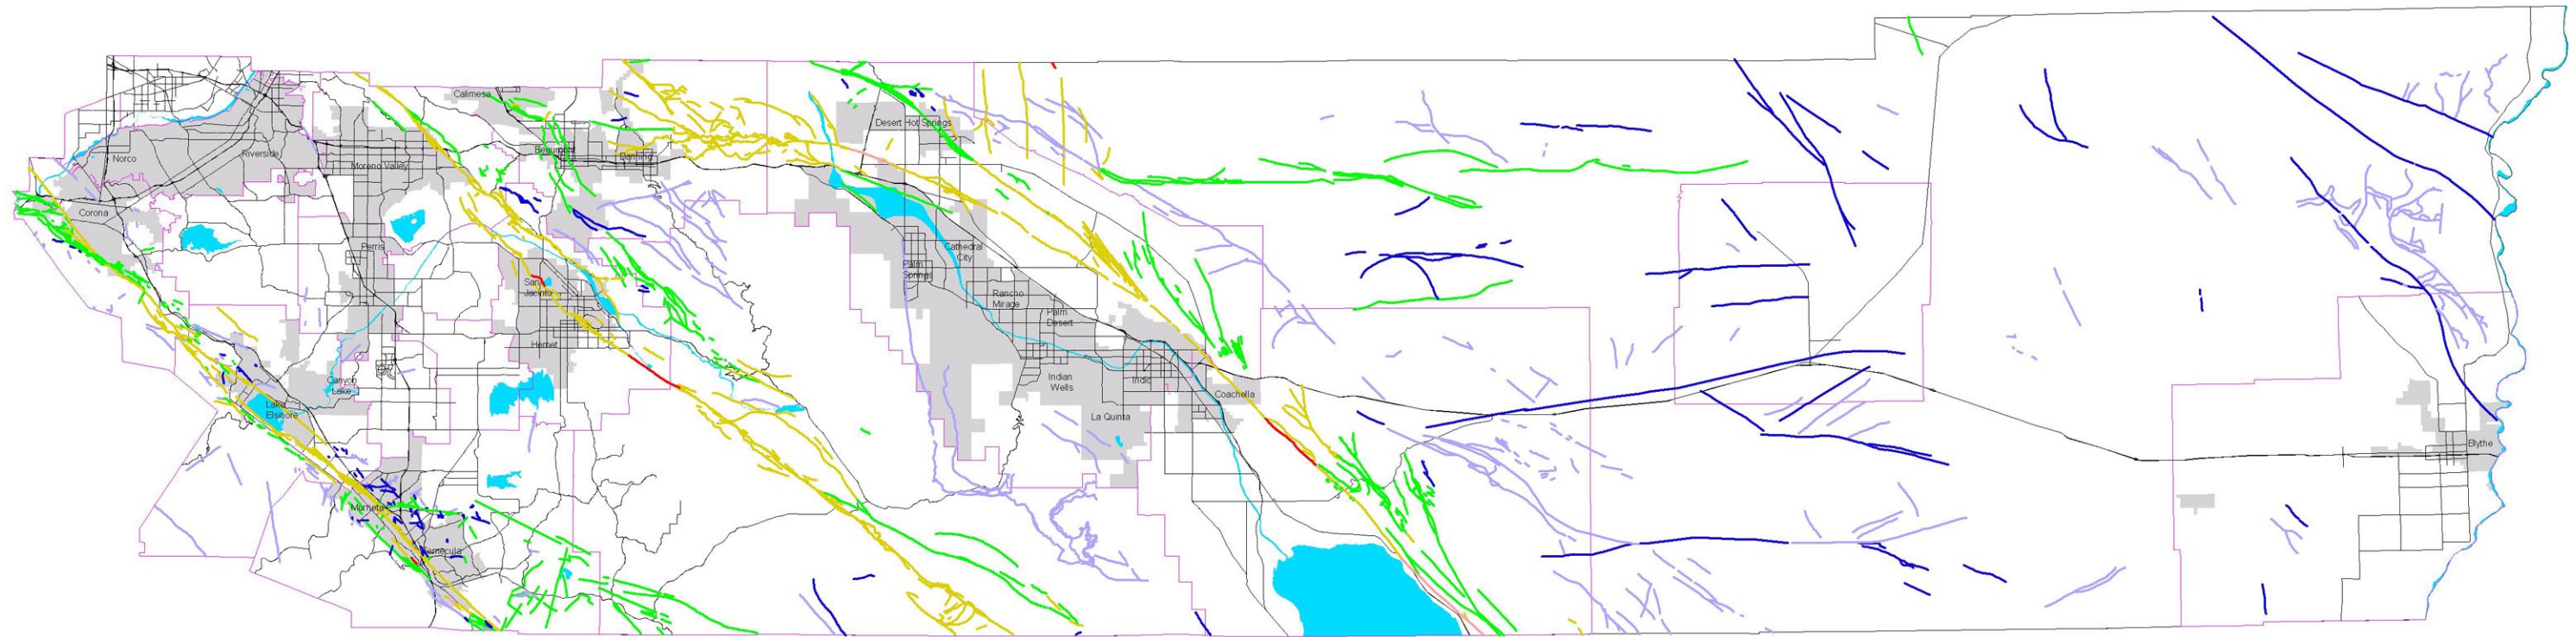 Calimesa
Desert Hot Springs
Norco
Riverside
Moreno Valley
Beaumont
Banning
Corona
Perris
Cathedral
City
Palm
Springs
San
Jacinto
Rancho
Mirage
Palm
Desert
Hemet
Canyon
Lake
Indian
Wells
Indio
Coachella
Lake
Elsinore
La Quinta
Blythe
Murrieta
Temecula